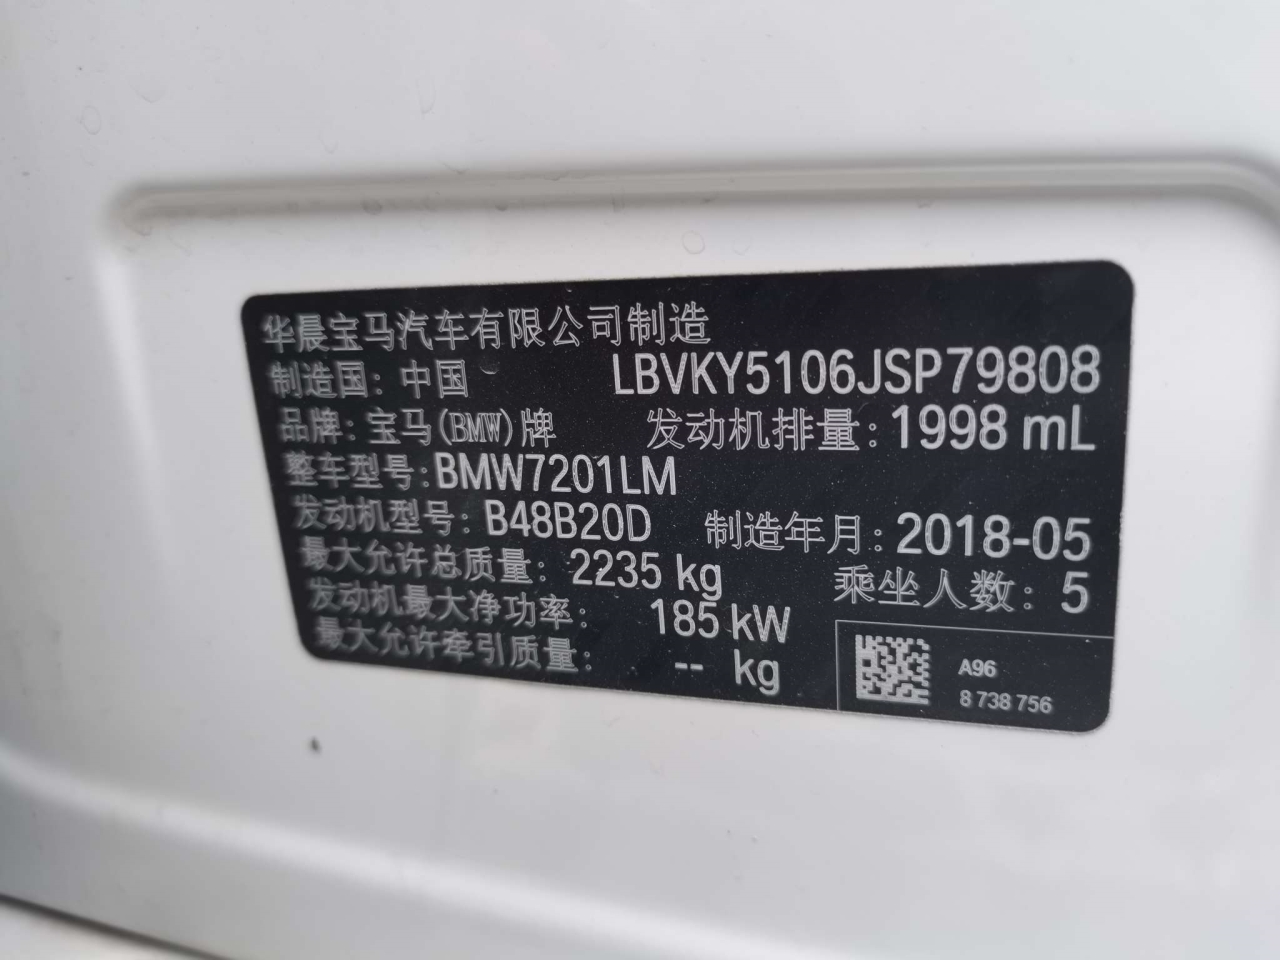 华晨宝马汽车有限公司制造
制造国：中国 LBVKY5106JSP79808
品牌：宝马(BMW)牌 发动机排量：1998 mL
整车型号：BMW7201LM
发动机型号：B48B20D 制造年月：2018-05
最大允许总质量：2235 kg 乘坐人数：5
发动机最大净功率：185 kW
最大允许牵引质量：-- kg
A96
8 738 756